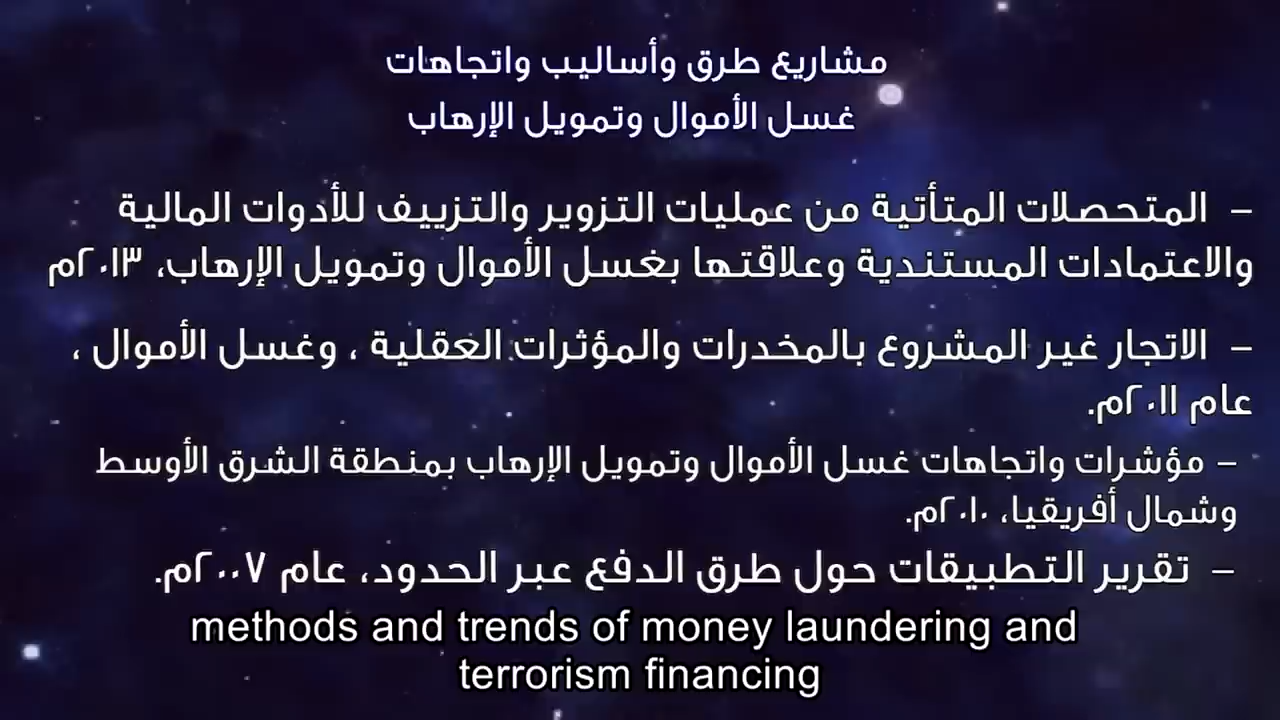 مشاريع طرق وأساليب واتجاهات
غسل الأموال وتمويل الإرهاب
– المتحصلات المتأتية من عمليات التزوير والتزييف للأدوات المالية
والاعتمادات المستندية وعلاقتها بغسل الأموال وتمويل الإرهاب، ٢٠١٣م
– الاتجار غير المشروع بالمخدرات والمؤثرات العقلية ، وغسل الأموال ،
عام ٢٠١١م.
– مؤشرات واتجاهات غسل الأموال وتمويل الإرهاب بمنطقة الشرق الأوسط
وشمال أفريقيا، ٢٠١٠م.
– تقرير التطبيقات حول طرق الدفع عبر الحدود، عام ٢٠٠٧م.
methods and trends of money laundering and
terrorism financing